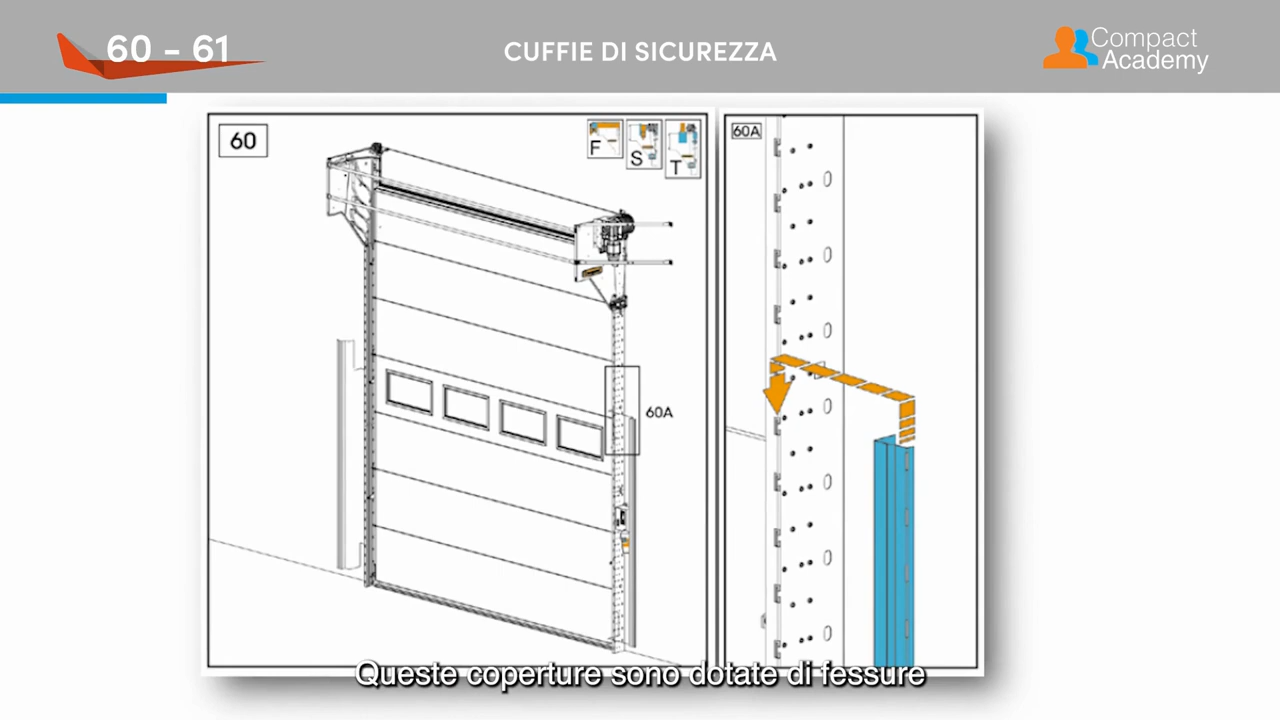 60 - 61
CUFFIE DI SICUREZZA
Compact
Academy
60
F
S
T
60A
60A
Queste coperture sono dotate di fessure